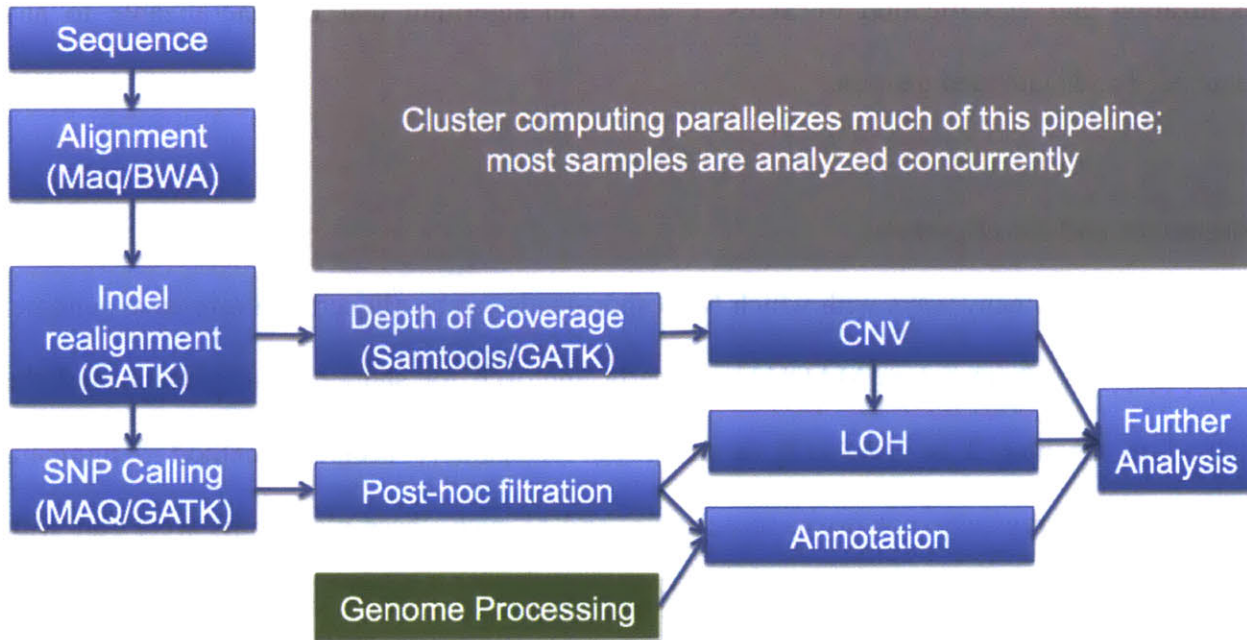 Sequence
Alignment
(Maq/BWA)
Indel
realignment
(GATK)
SNP Calling
(MAQ/GATK)
Cluster computing parallelizes much of this pipeline;
most samples are analyzed concurrently
Depth of Coverage
(Samtools/GATK)
Post-hoc filtration
Genome Processing
CNV
LOH
Annotation
Further
Analysis